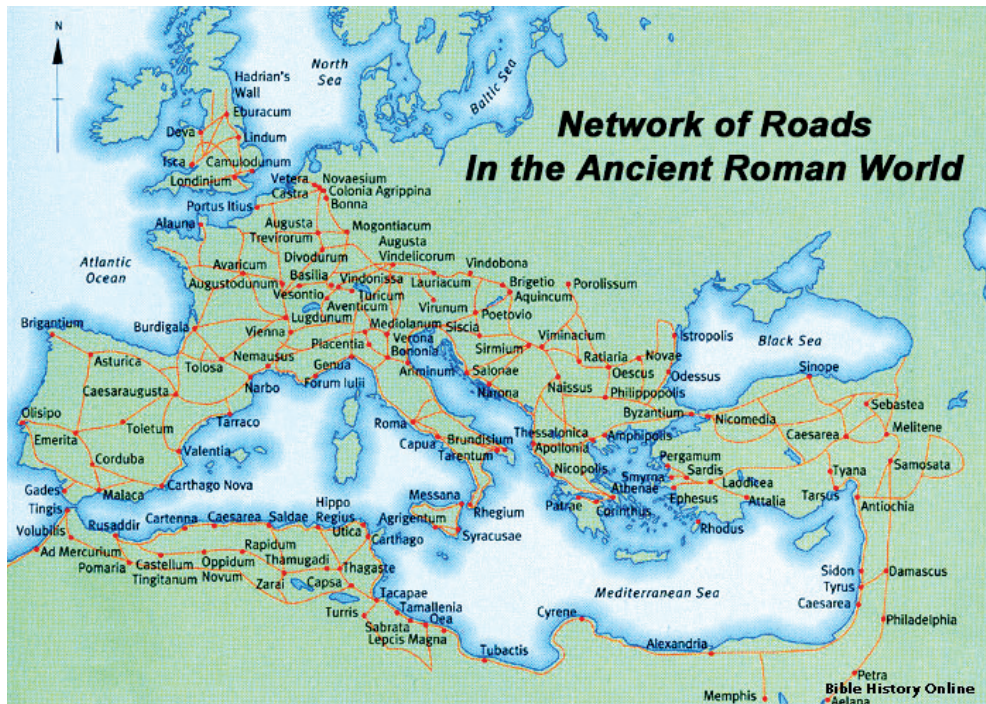 N
North
Sea
Baltic Sea
Network of Roads
In the Ancient Roman World
Hadrian's
Wall
Eburacum
Deva
Lindum
Isca
Camulodunum
Londinium
Vetera
Novaesium
Castra
Colonia Agrippina
Bonna
Portus Itius
Alauna
Augusta
Trevirorum
Mogontiacum
Augusta
Vindelicorum
Divodurum
Atlantic
Ocean
Avaricum
Basilia
Vindonissa
Vindobona
Augustodunum
Lauriacum
Brigetio
Porolissum
Vesontio
Turicum
Aquincum
Aventicum
Virunum
Poetovio
Lugdunum
Brigantium
Burdigala
Vienna
Mediolanum
Siscia
Viminacium
Istropolis
Black Sea
Verona
Placentia
Bononia
Sirmium
Ratiaria
Novae
Asturica
Tolosa
Nemausus
Genua
Ariminum
Salonae
Oescus
Odessus
Sinope
Caesaraugusta
Narbo
Forum Iulii
Narona
Naissus
Philippopolis
Olisipo
Tarraco
Roma
Byzantium
Nicomedia
Sebastea
Emerita
Toletum
Capua
Brundisium
Thessalonica
Amphipolis
Caesarea
Melitene
Valentia
Tarentum
Apollonia
Pergamum
Corduba
Nicopolis
Smyrna
Sardis
Tyana
Samosata
Gades
Malaca
Carthago Nova
Athenae
Laodicea
Tingis
Hippo
Regius
Messana
Patrae
Corinthus
Ephesus
Attalia
Tarsus
Antiochia
Volubilis
Rusaddir
Cartenna
Caesarea
Saldae
Agrigentum
Rhegium
Rhodus
Utica
Carthago
Syracusae
Ad Mercurium
Rapidum
Pomaria
Castellum
Tingitanum
Oppidum
Novum
Thamugadi
Thagaste
Zarai
Capsa
Sidon
Damascus
Tyrus
Mediterranean Sea
Iacapae
Caesarea
Turris
Tamallenia
Oea
Cyrene
Philadelphia
Sabrata
Lepcis Magna
Alexandria
Tubactis
Petra
Memphis
Bible History Online
Aelana